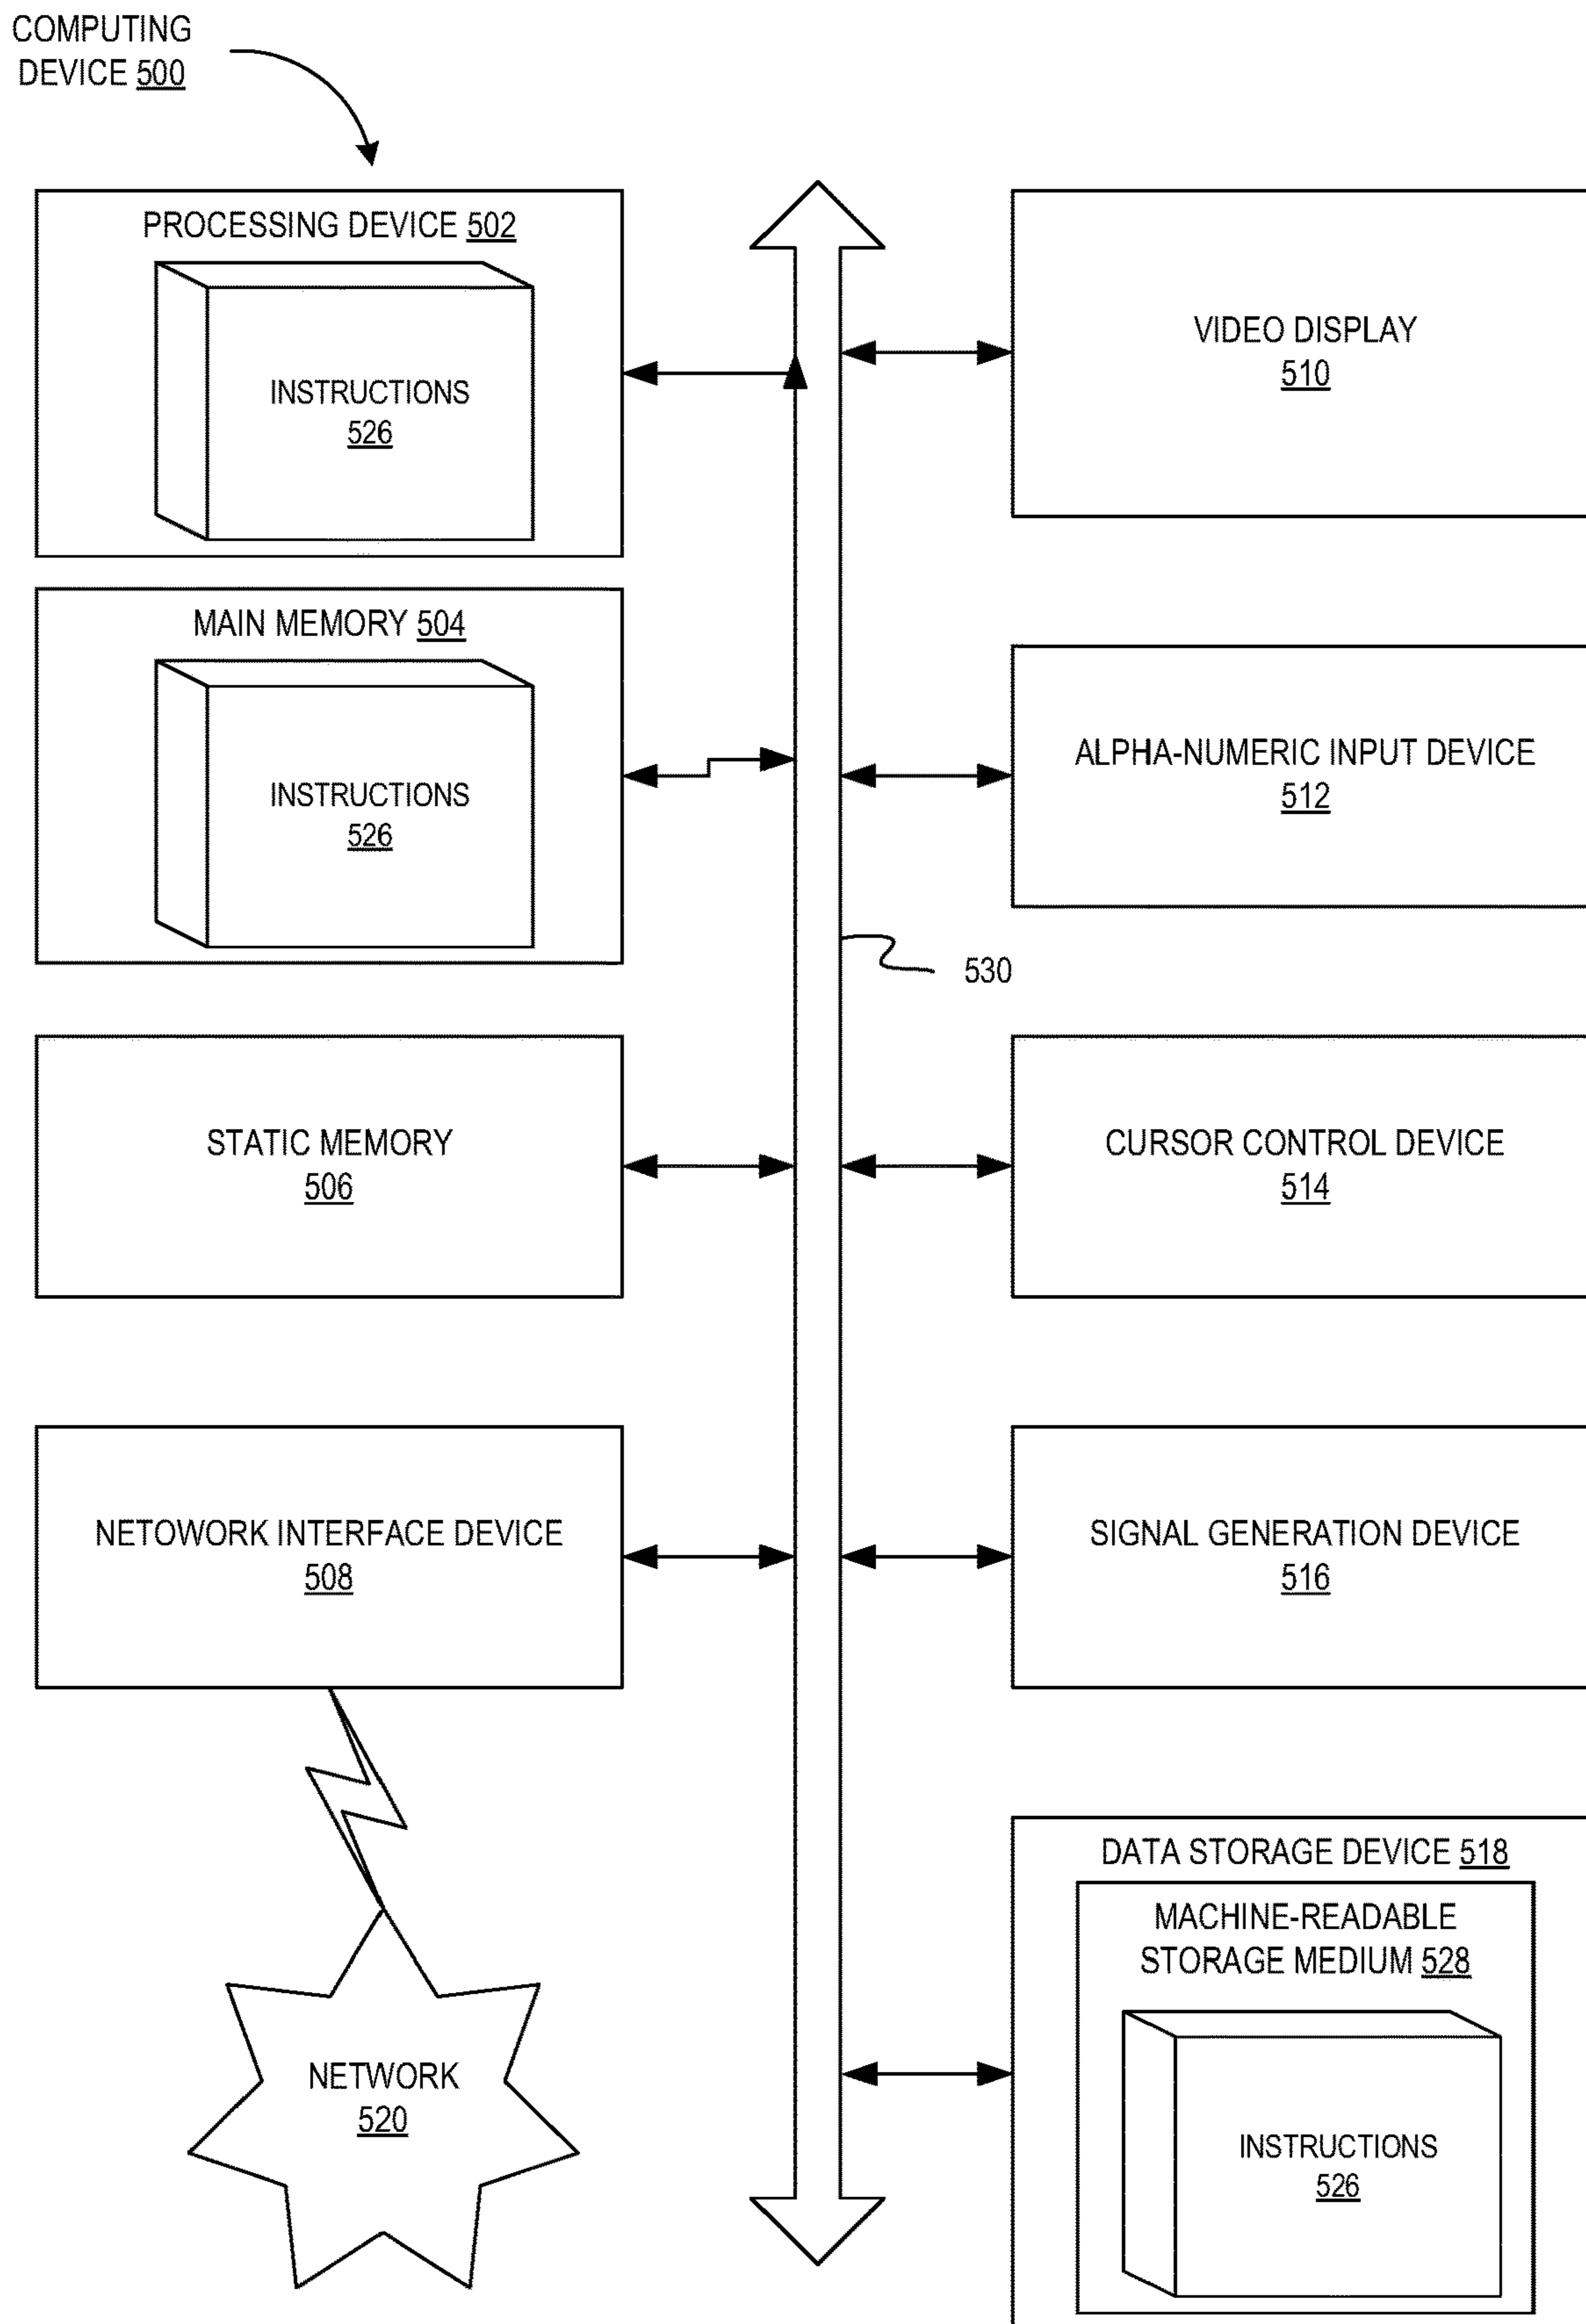 COMPUTING
DEVICE 500
PROCESSING DEVICE 502
INSTRUCTIONS
526
MAIN MEMORY 504
INSTRUCTIONS
526
STATIC MEMORY
506
NETOWORK INTERFACE DEVICE
508
NETWORK
520
530
VIDEO DISPLAY
510
ALPHA-NUMERIC INPUT DEVICE
512
CURSOR CONTROL DEVICE
514
SIGNAL GENERATION DEVICE
516
DATA STORAGE DEVICE 518
MACHINE-READABLE
STORAGE MEDIUM 528
INSTRUCTIONS
526